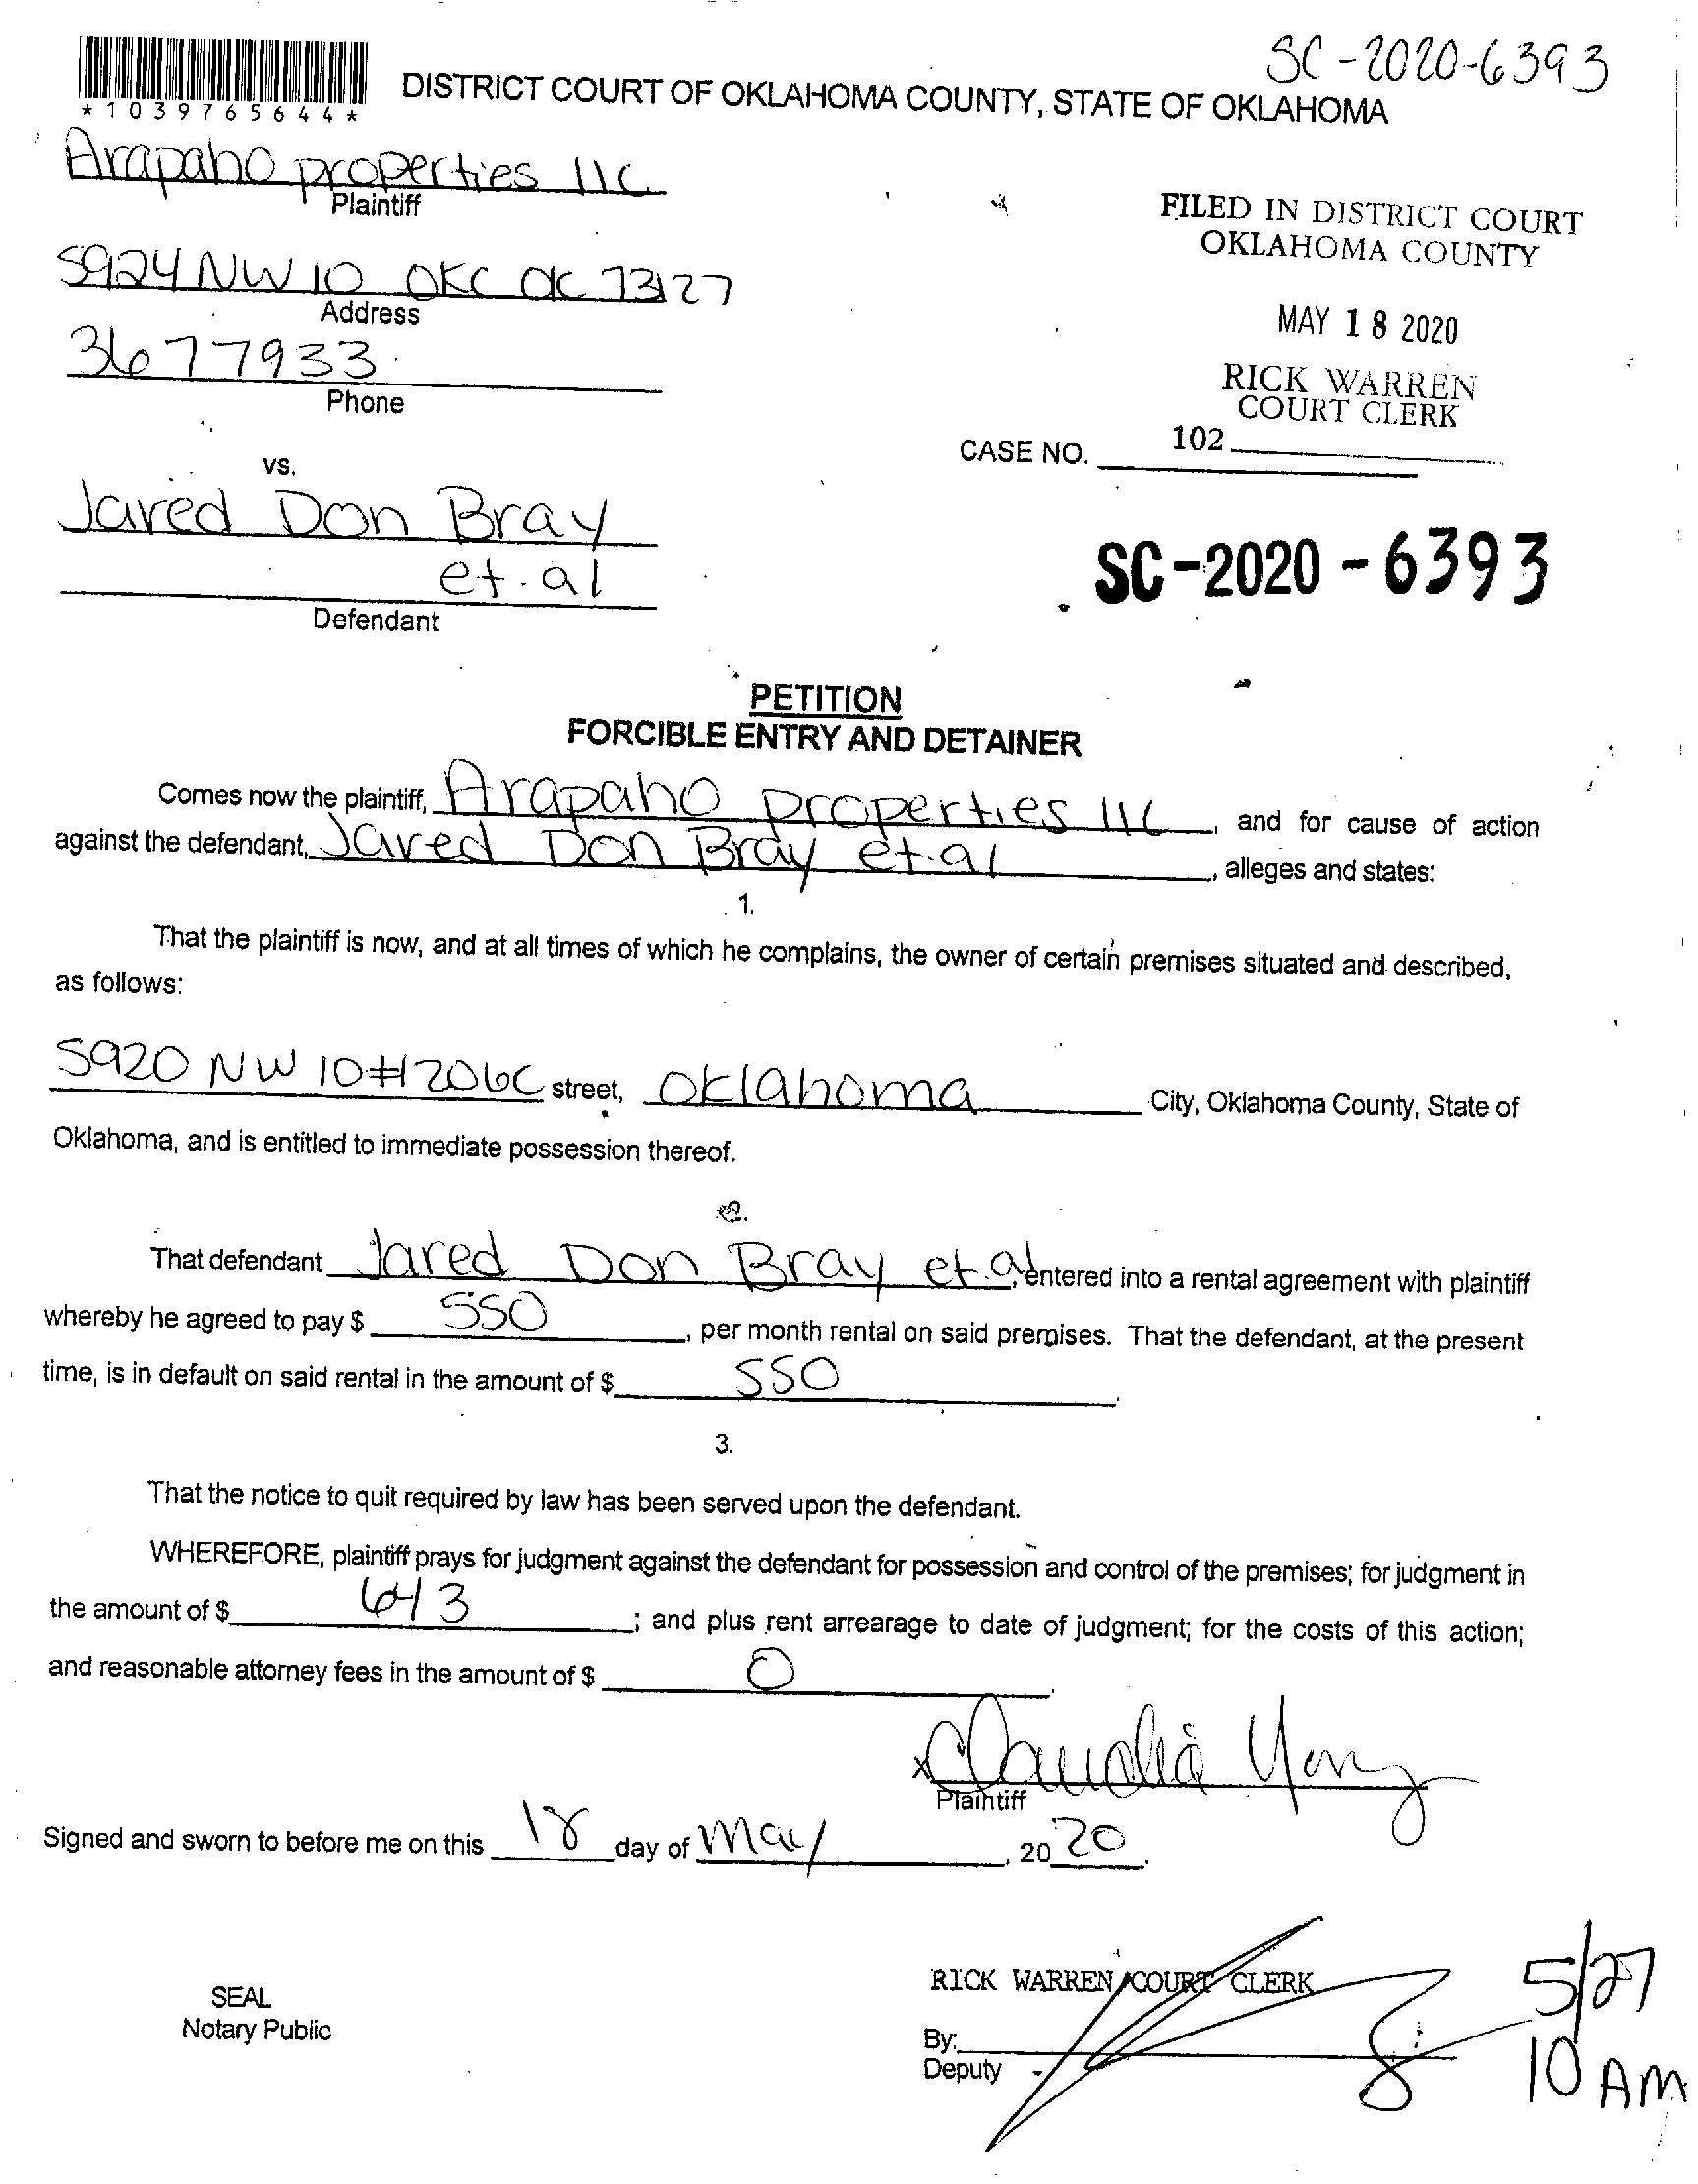 SC-2020-6393
*1039765644*
DISTRICT COURT OF OKLAHOMA COUNTY, STATE OF OKLAHOMA
Arapaho properties llc
Plaintiff
5924 NW 10 OKC OK 73127
Address
3677933
Phone
vs.
Jared Don Bray
et.al
Defendant
FILED IN DISTRICT COURT
OKLAHOMA COUNTY
MAY 18 2020
RICK WARREN
COURT CLERK
CASE NO. 102
SC-2020-6393
PETITION
FORCIBLE ENTRY AND DETAINER
Comes now the plaintiff, Arapaho properties llc, and for cause of action
against the defendant, Jared Don Bray et.al, alleges and states:
1.
That the plaintiff is now, and at all times of which he complains, the owner of certain premises situated and described,
as follows:
5920 NW 10 #206C street, Oklahoma City, Oklahoma County, State of
Oklahoma, and is entitled to immediate possession thereof.
2.
That defendant Jared Don Bray et.al, entered into a rental agreement with plaintiff
whereby he agreed to pay $ 550, per month rental on said premises. That the defendant, at the present
time, is in default on said rental in the amount of $ 550.
3.
That the notice to quit required by law has been served upon the defendant.
WHEREFORE, plaintiff prays for judgment against the defendant for possession and control of the premises; for judgment in
the amount of $ 643; and plus rent arrearage to date of judgment; for the costs of this action;
and reasonable attorney fees in the amount of $ 0.
x Claudia
Plaintiff
Signed and sworn to before me on this 18 day of May, 2020.
SEAL
Notary Public
RICK WARREN, COURT CLERK
By:
Deputy
5/27
10 AM